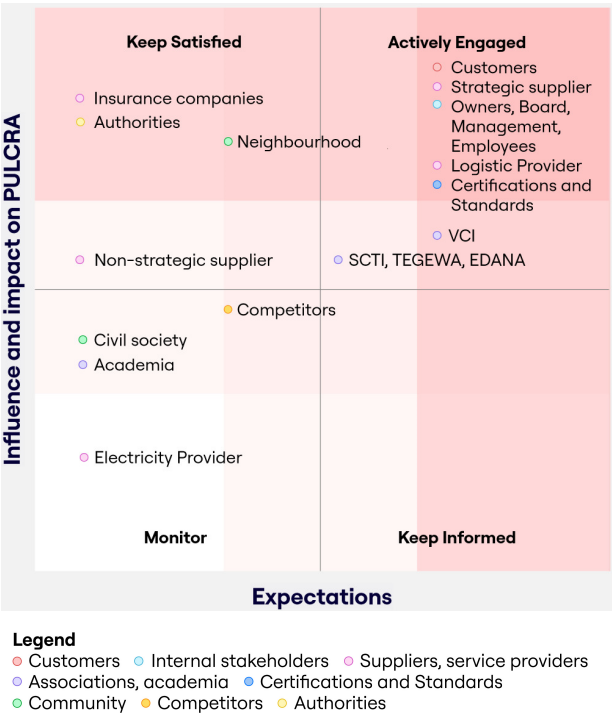 Keep Satisfied
Actively Engaged
Customers
Strategic supplier
Owners, Board,
Management,
Employees
Logistic Provider
Certifications and
Standards
Insurance companies
Authorities
Neighbourhood
VCI
SCTI, TEGEWA, EDANA
Non-strategic supplier
Competitors
Civil society
Academia
Electricity Provider
Monitor
Keep Informed
Influence and impact on PULCRA
Expectations
Legend
Customers Internal stakeholders Suppliers, service providers
Associations, academia Certifications and Standards
Community Competitors Authorities